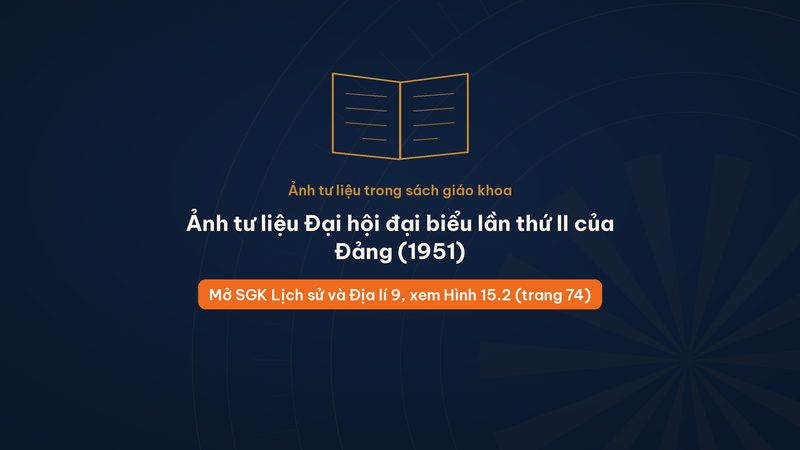 Ảnh tư liệu trong sách giáo khoa
Ảnh tư liệu Đại hội đại biểu lần thứ II của
Đảng (1951)
Mở SGK Lịch sử và Địa lí 9, xem Hình 15.2 (trang 74)